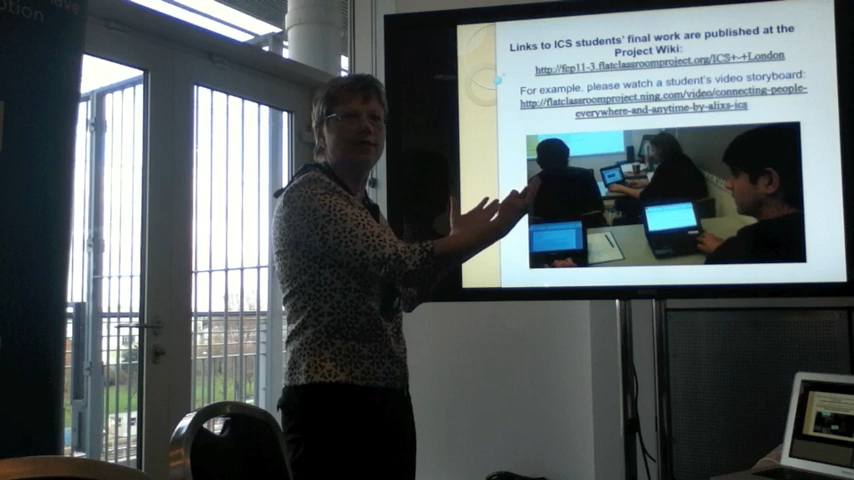 ave
otion
Links to ICS students' final work are published at the
Project Wiki:
http://fcp11-3.flatclassroomproject.org/ICS+-+London
For example, please watch a student's video storyboard:
http://flatclassroomproject.ning.com/video/connecting-people-
everywhere-and-anytime-by-alixs-ics